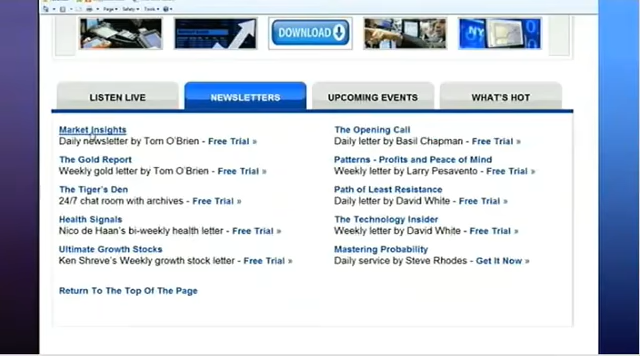 Page
Safety
Tools
NY
DOWNLOAD
LISTEN LIVE
NEWSLETTERS
UPCOMING EVENTS
WHAT'S HOT
Market Insights
Daily newsletter by Tom O'Brien - Free Trial »
The Gold Report
Weekly gold letter by Tom O'Brien - Free Trial »
The Tiger's Den
24/7 chat room with archives - Free Trial »
Health Signals
Nico de Haan's bi-weekly health letter - Free Trial »
Ultimate Growth Stocks
Ken Shreve's Weekly growth stock letter - Free Trial »
Return To The Top Of The Page
The Opening Call
Daily letter by Basil Chapman - Free Trial »
Patterns - Profits and Peace of Mind
Weekly letter by Larry Pesavento - Free Trial »
Path of Least Resistance
Daily letter by David White - Free Trial »
The Technology Insider
Weekly letter by David White - Free Trial »
Mastering Probability
Daily service by Steve Rhodes - Get It Now »